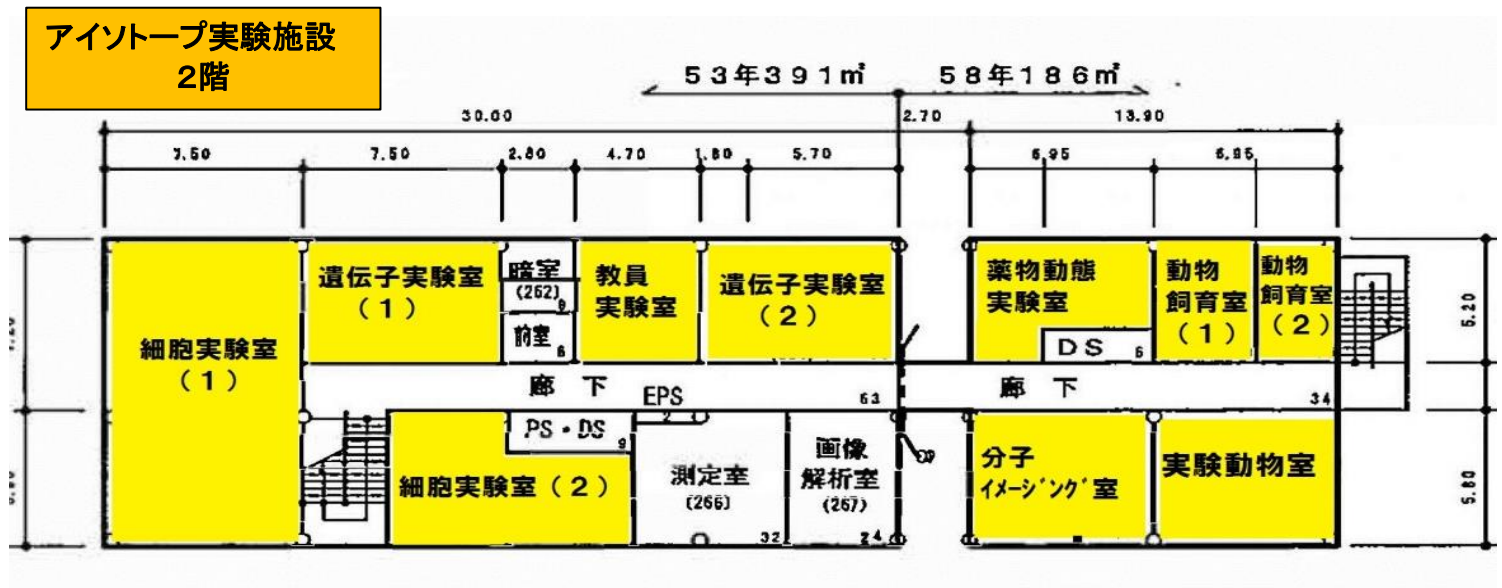 アイソトープ実験施設
2階
53年391㎡
58年186㎡
30.00
2.70
13.90
7.50
7.50
2.80
4.70
1.80
5.70
6.95
6.95
細胞実験室
(1)
遺伝子実験室
(1)
暗室
(262)
前室
6
教員
実験室
遺伝子実験室
(2)
薬物動態
実験室
DS
6
動物
飼育室
(1)
動物
飼育室
(2)
5.20
廊 下
EPS
2
63
廊 下
34
PS・DS
9
細胞実験室(2)
測定室
(266)
32
画像
解析室
(267)
24
分子
イメージング室
実験動物室
5.80